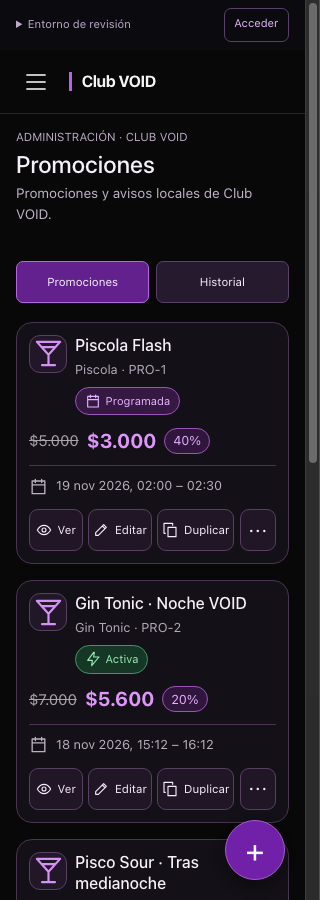 Entorno de revisión
Acceder
Club VOID
ADMINISTRACIÓN · CLUB VOID
Promociones
Promociones y avisos locales de Club
VOID.
Promociones
Historial
Piscola Flash
Piscola · PRO-1
Programada
$5.000 $3.000 40%
19 nov 2026, 02:00 – 02:30
Ver
Editar
Duplicar
Gin Tonic · Noche VOID
Gin Tonic · PRO-2
Activa
$7.000 $5.600 20%
18 nov 2026, 15:12 – 16:12
Ver
Editar
Duplicar
Pisco Sour · Tras
medianoche